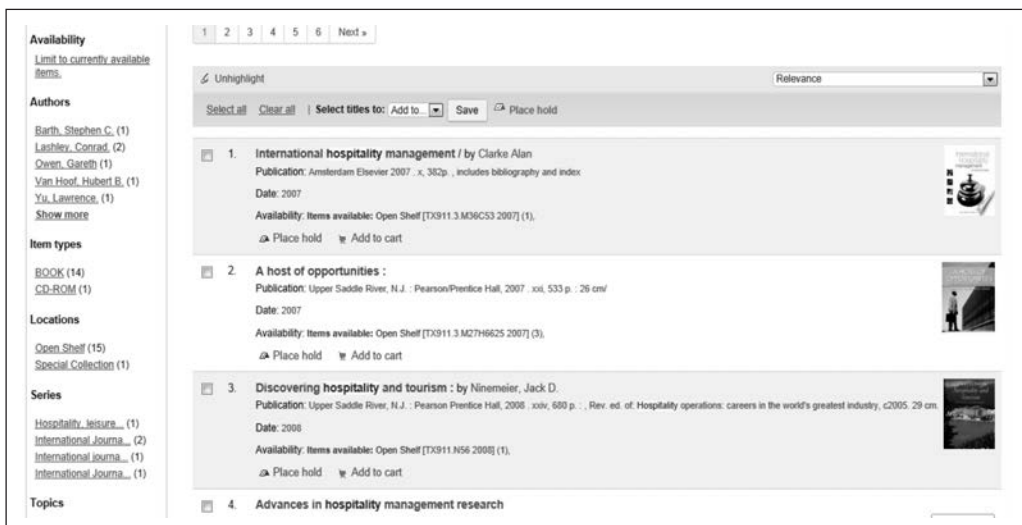 Availability
Limit to currently available
items.
Authors
Barth, Stephen C. (1)
Lashley, Conrad, (2)
Owen, Gareth (1)
Van Hoof, Hubert B. (1)
Yu, Lawrence, (1)
Show more
Item types
BOOK (14)
CD-ROM (1)
Locations
Open Shelf (15)
Special Collection (1)
Series
Hospitality, leisure... (1)
International Journa... (2)
International journa... (1)
International Journa... (1)
Topics
1 2 3 4 5 6 Next »
Unhighlight Relevance
Select all Clear all | Select titles to: Add to... Save Place hold
1. International hospitality management / by Clarke Alan
Publication: Amsterdam Elsevier 2007 . x, 382p. , includes bibliography and index
Date: 2007
Availability: Items available: Open Shelf [TX911.3.M36C53 2007] (1),
Place hold Add to cart
2. A host of opportunities :
Publication: Upper Saddle River, N.J. : Pearson/Prentice Hall, 2007 . xxi, 533 p. : 26 cm/
Date: 2007
Availability: Items available: Open Shelf [TX911.3.M27H6625 2007] (3),
Place hold Add to cart
3. Discovering hospitality and tourism : by Ninemeier, Jack D.
Publication: Upper Saddle River, N.J. : Pearson Prentice Hall, 2008 . xxiv, 680 p. : , Rev. ed. of: Hospitality operations: careers in the world's greatest industry, c2005. 29 cm.
Date: 2008
Availability: Items available: Open Shelf [TX911.N56 2008] (1),
Place hold Add to cart
4. Advances in hospitality management research